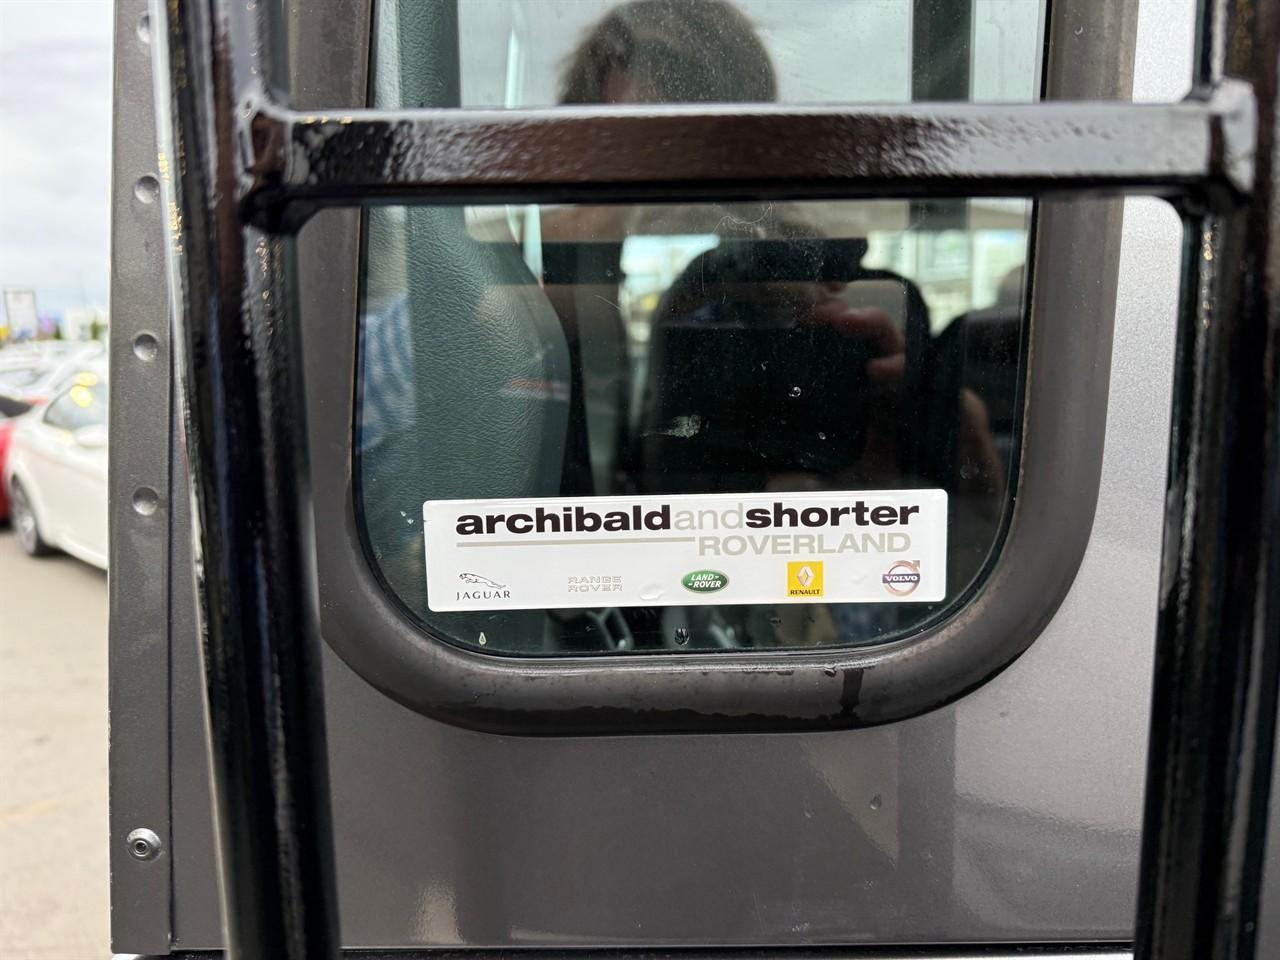 archibaldandshorter
ROVERLAND
JAGUAR
RANGE
ROVER
LAND-
-ROVER
RENAULT
VOLVO